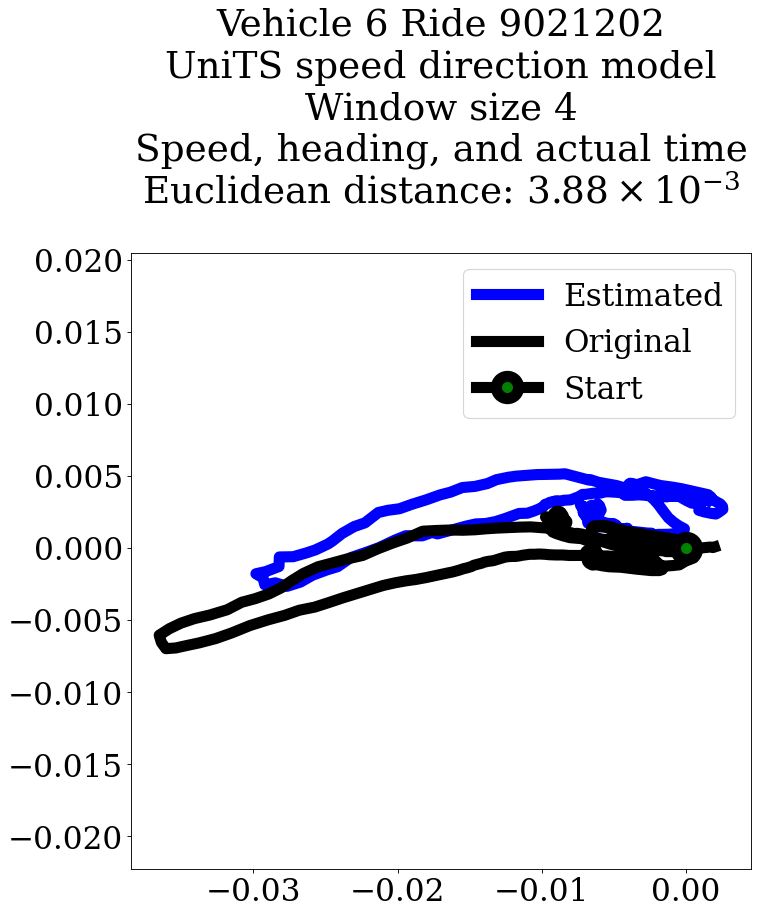 Vehicle 6 Ride 9021202
UniTS speed direction model
Window size 4
Speed, heading, and actual time
Euclidean distance: 3.88 × 10⁻³
Estimated
Original
Start
0.020
0.015
0.010
0.005
0.000
−0.005
−0.010
−0.015
−0.020
−0.03 −0.02 −0.01 0.00